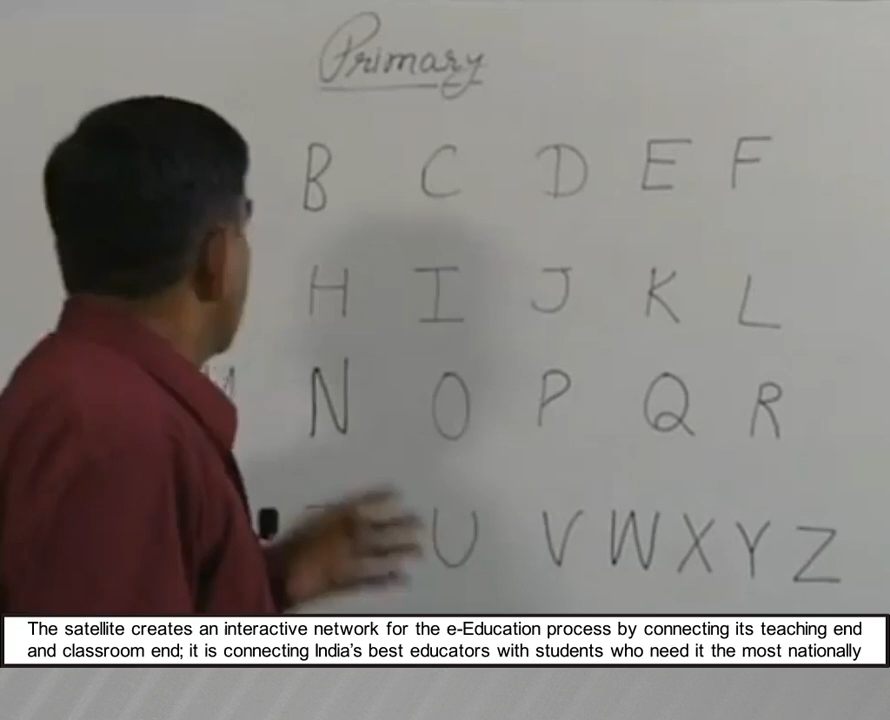 Primary
B C D E F
H I J K L
M N O P Q R
U V W X Y Z
The satellite creates an interactive network for the e-Education process by connecting its teaching end
and classroom end; it is connecting India's best educators with students who need it the most nationally